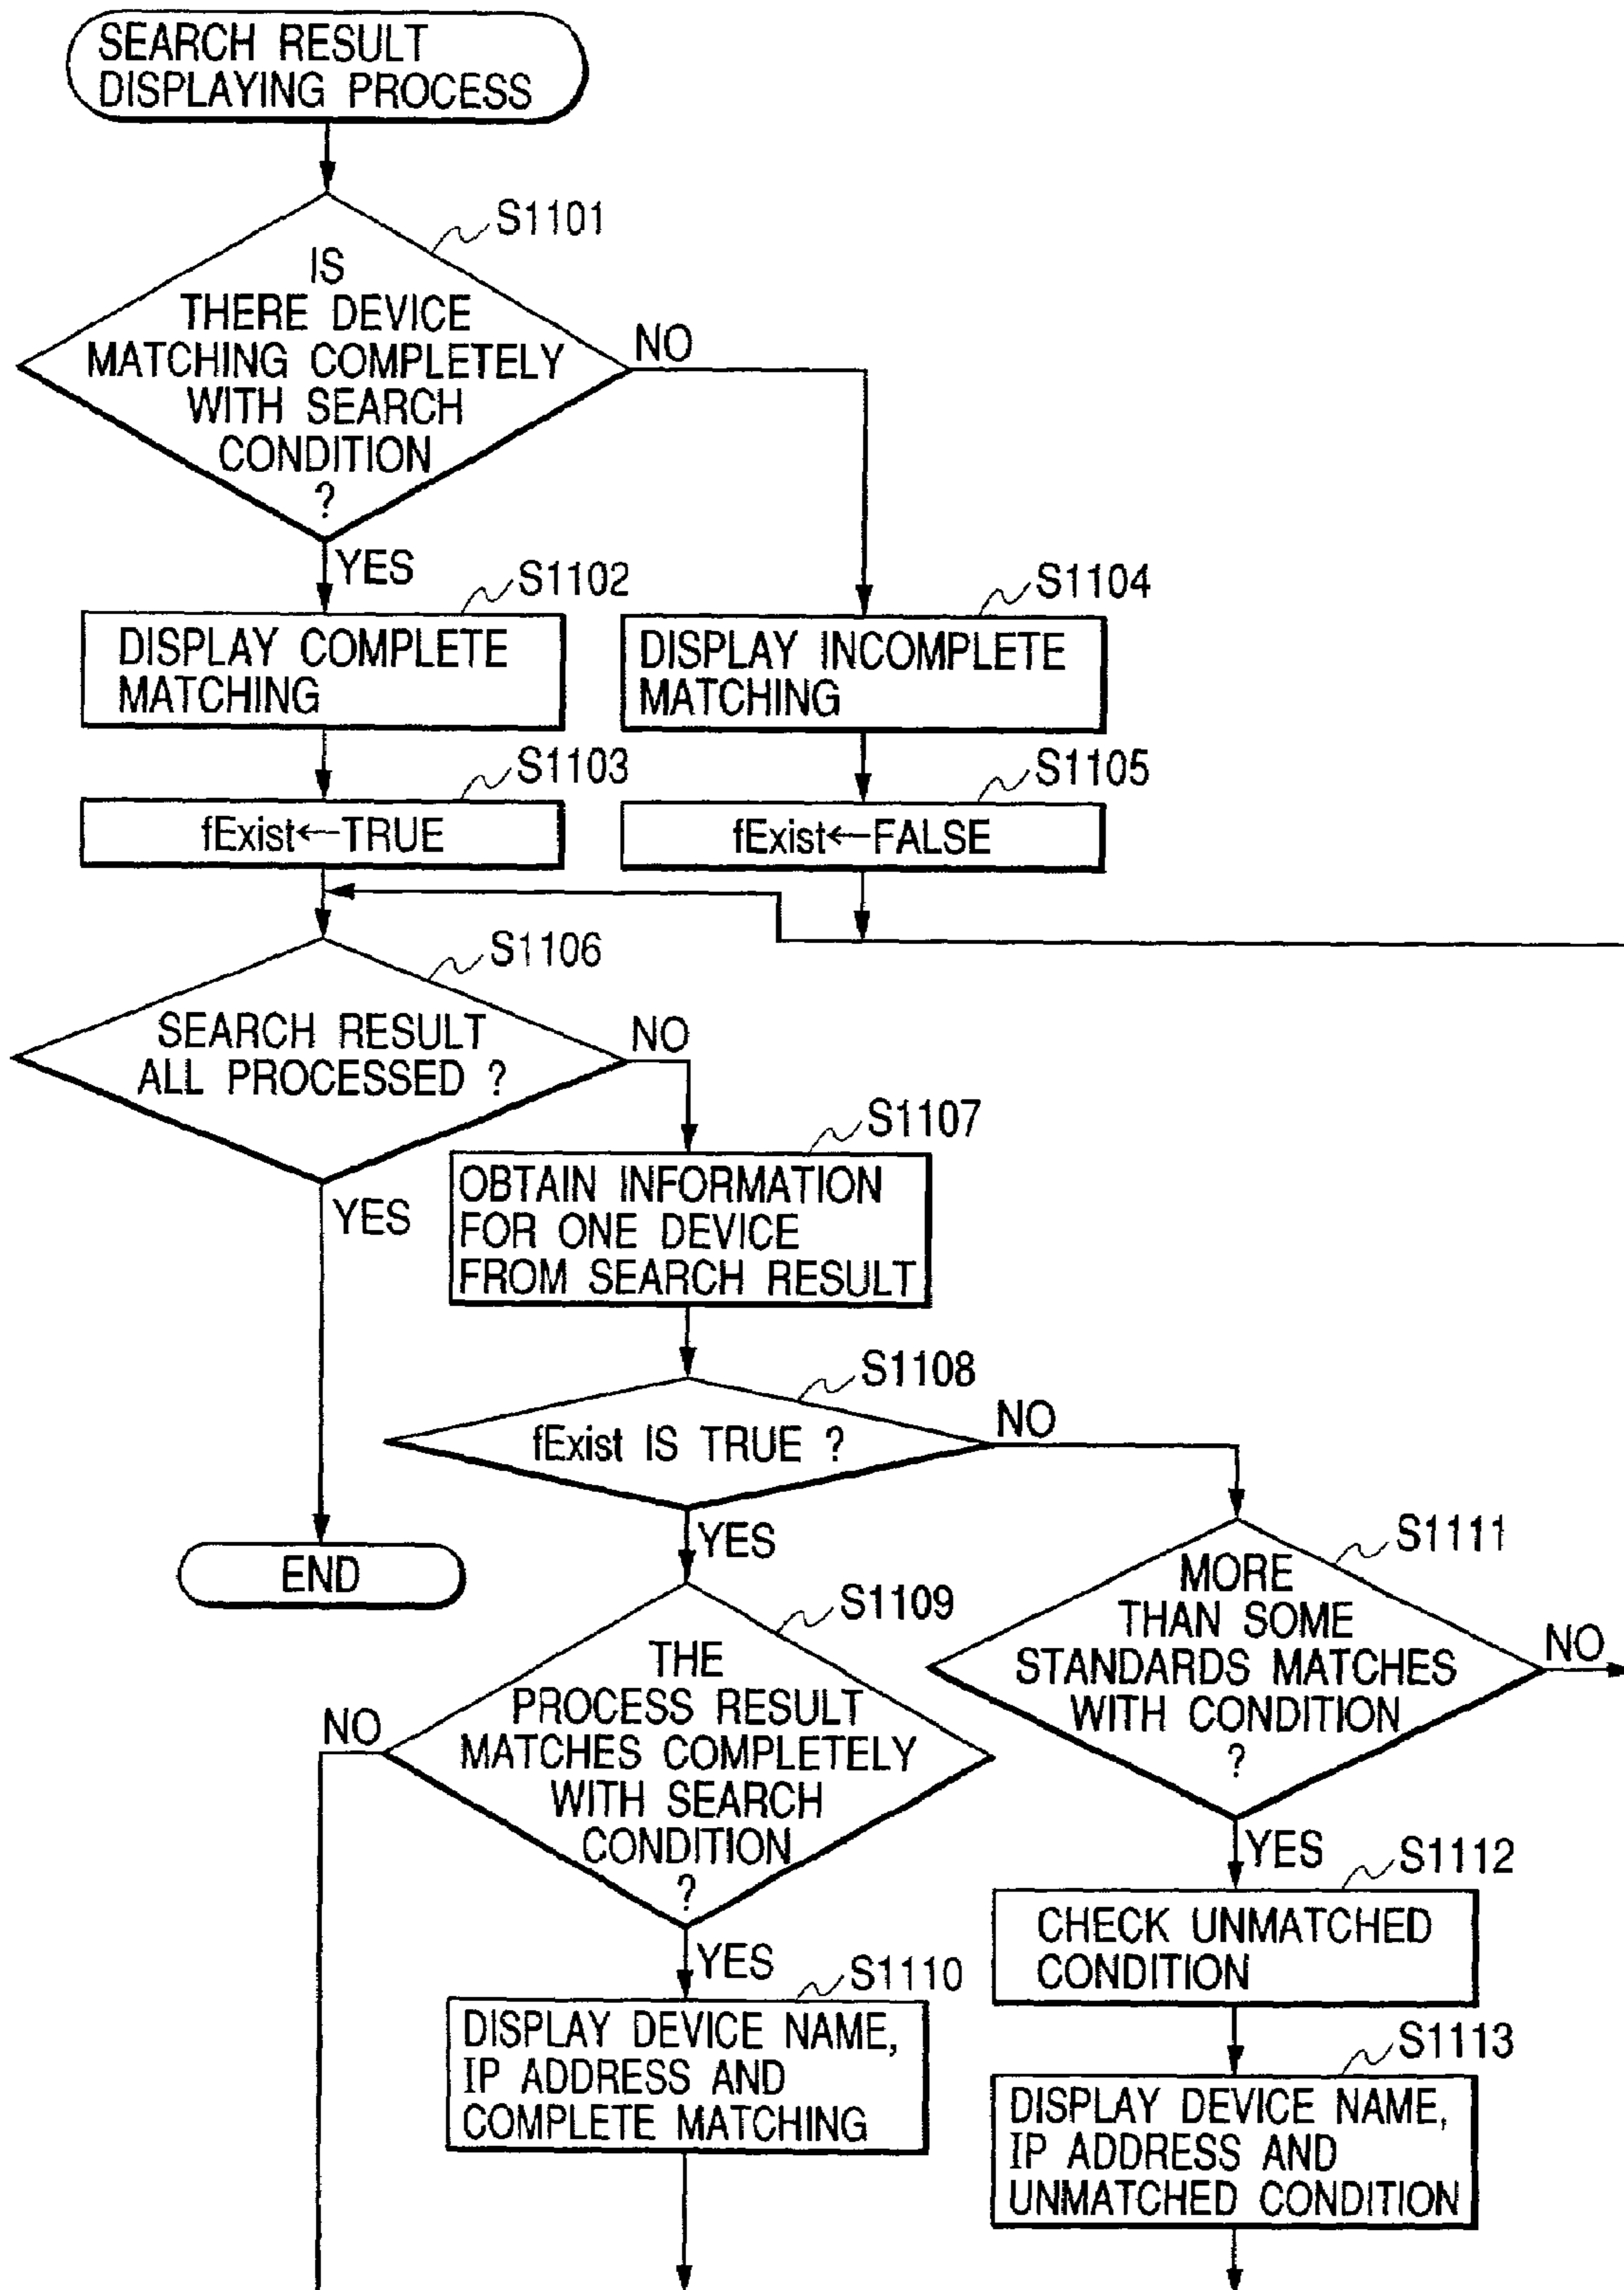 SEARCH RESULT
DISPLAYING PROCESS
S1101
IS
THERE DEVICE
MATCHING COMPLETELY
WITH SEARCH
CONDITION
?
NO
YES
S1102
DISPLAY COMPLETE
MATCHING
S1104
DISPLAY INCOMPLETE
MATCHING
S1103
fExist←TRUE
S1105
fExist←FALSE
S1106
SEARCH RESULT
ALL PROCESSED ?
NO
YES
S1107
OBTAIN INFORMATION
FOR ONE DEVICE
FROM SEARCH RESULT
S1108
fExist IS TRUE ?
NO
YES
END
S1109
THE
PROCESS RESULT
MATCHES COMPLETELY
WITH SEARCH
CONDITION
?
NO
YES
S1111
MORE
THAN SOME
STANDARDS MATCHES
WITH CONDITION
?
NO
YES
S1110
DISPLAY DEVICE NAME,
IP ADDRESS AND
COMPLETE MATCHING
S1112
CHECK UNMATCHED
CONDITION
S1113
DISPLAY DEVICE NAME,
IP ADDRESS AND
UNMATCHED CONDITION